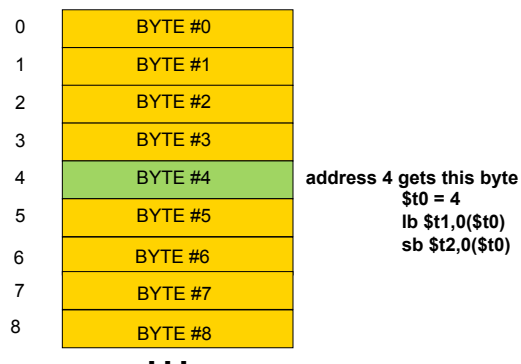 0 BYTE #0
1 BYTE #1
2 BYTE #2
3 BYTE #3
4 BYTE #4 address 4 gets this byte
$t0 = 4
5 BYTE #5 lb $t1,0($t0)
sb $t2,0($t0)
6 BYTE #6
7 BYTE #7
8 BYTE #8
...